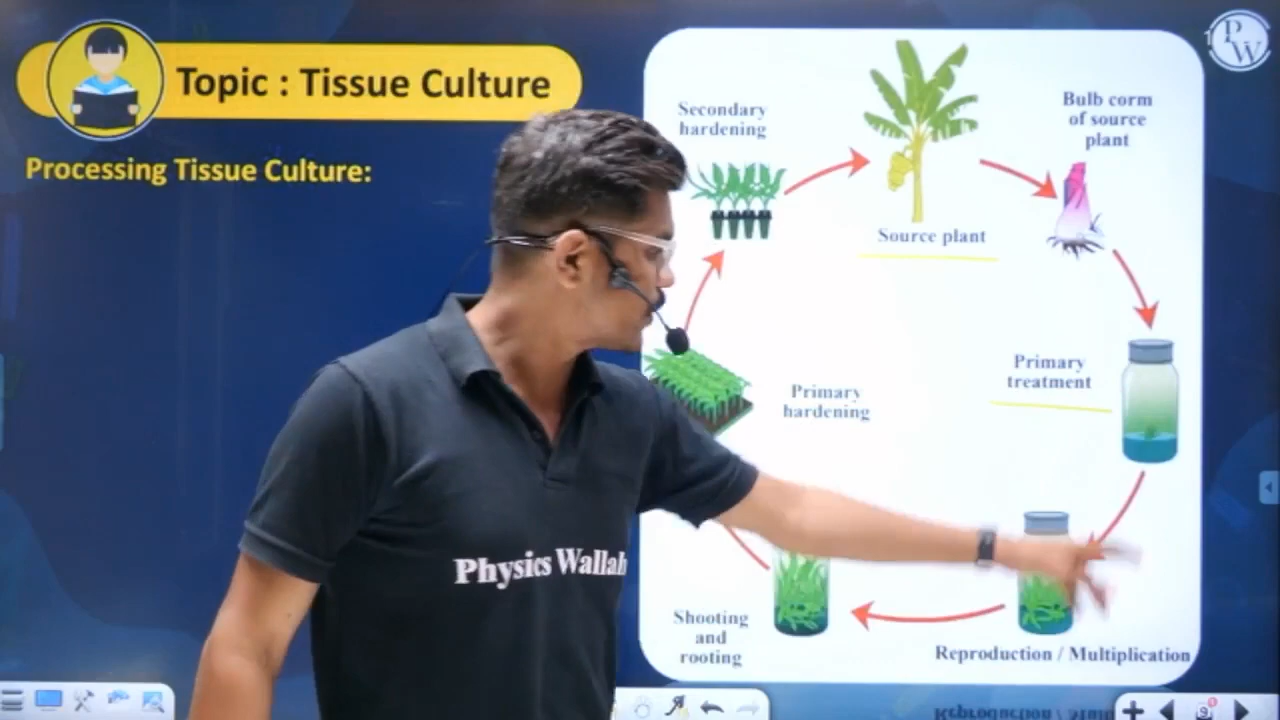 Topic : Tissue Culture
Processing Tissue Culture:
Secondary
hardening
Source plant
Bulb corm
of source
plant
Primary
treatment
Primary
hardening
Shooting
and
rooting
Reproduction / Multiplication
Physics Wallah
P
W
9